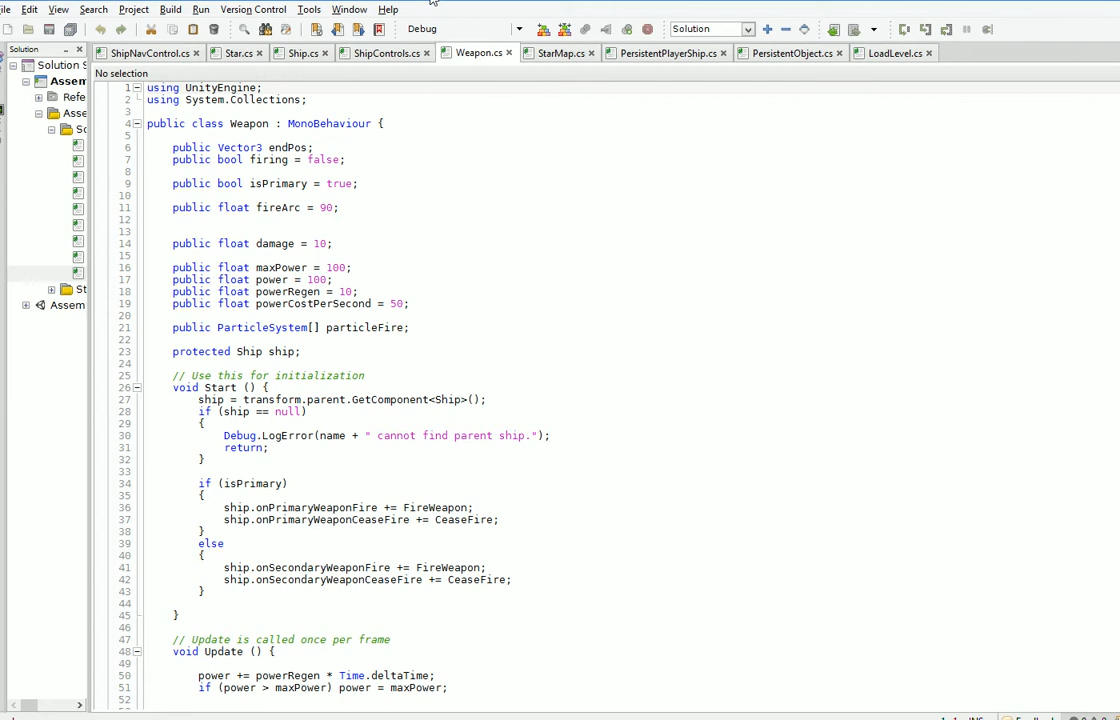 ile Edit View Search Project Build Run Version Control Tools Window Help
Debug Solution
Solution ShipNavControl.cs Star.cs Ship.cs ShipControls.cs Weapon.cs StarMap.cs PersistentPlayerShip.cs PersistentObject.cs LoadLevel.cs
Solution S
Assem
Refe
Asse
Sc
St
Assem
No selection
1 using UnityEngine;
2 using System.Collections;
3
4 public class Weapon : MonoBehaviour {
5
6 public Vector3 endPos;
7 public bool firing = false;
8
9 public bool isPrimary = true;
10
11 public float fireArc = 90;
12
13
14 public float damage = 10;
15
16 public float maxPower = 100;
17 public float power = 100;
18 public float powerRegen = 10;
19 public float powerCostPerSecond = 50;
20
21 public ParticleSystem[] particleFire;
22
23 protected Ship ship;
24
25 // Use this for initialization
26 void Start () {
27 ship = transform.parent.GetComponent<Ship>();
28 if (ship == null)
29 {
30 Debug.LogError(name + " cannot find parent ship.");
31 return;
32 }
33
34 if (isPrimary)
35 {
36 ship.onPrimaryWeaponFire += FireWeapon;
37 ship.onPrimaryWeaponCeaseFire += CeaseFire;
38 }
39 else
40 {
41 ship.onSecondaryWeaponFire += FireWeapon;
42 ship.onSecondaryWeaponCeaseFire += CeaseFire;
43 }
44
45 }
46
47 // Update is called once per frame
48 void Update () {
49
50 power += powerRegen * Time.deltaTime;
51 if (power > maxPower) power = maxPower;
52